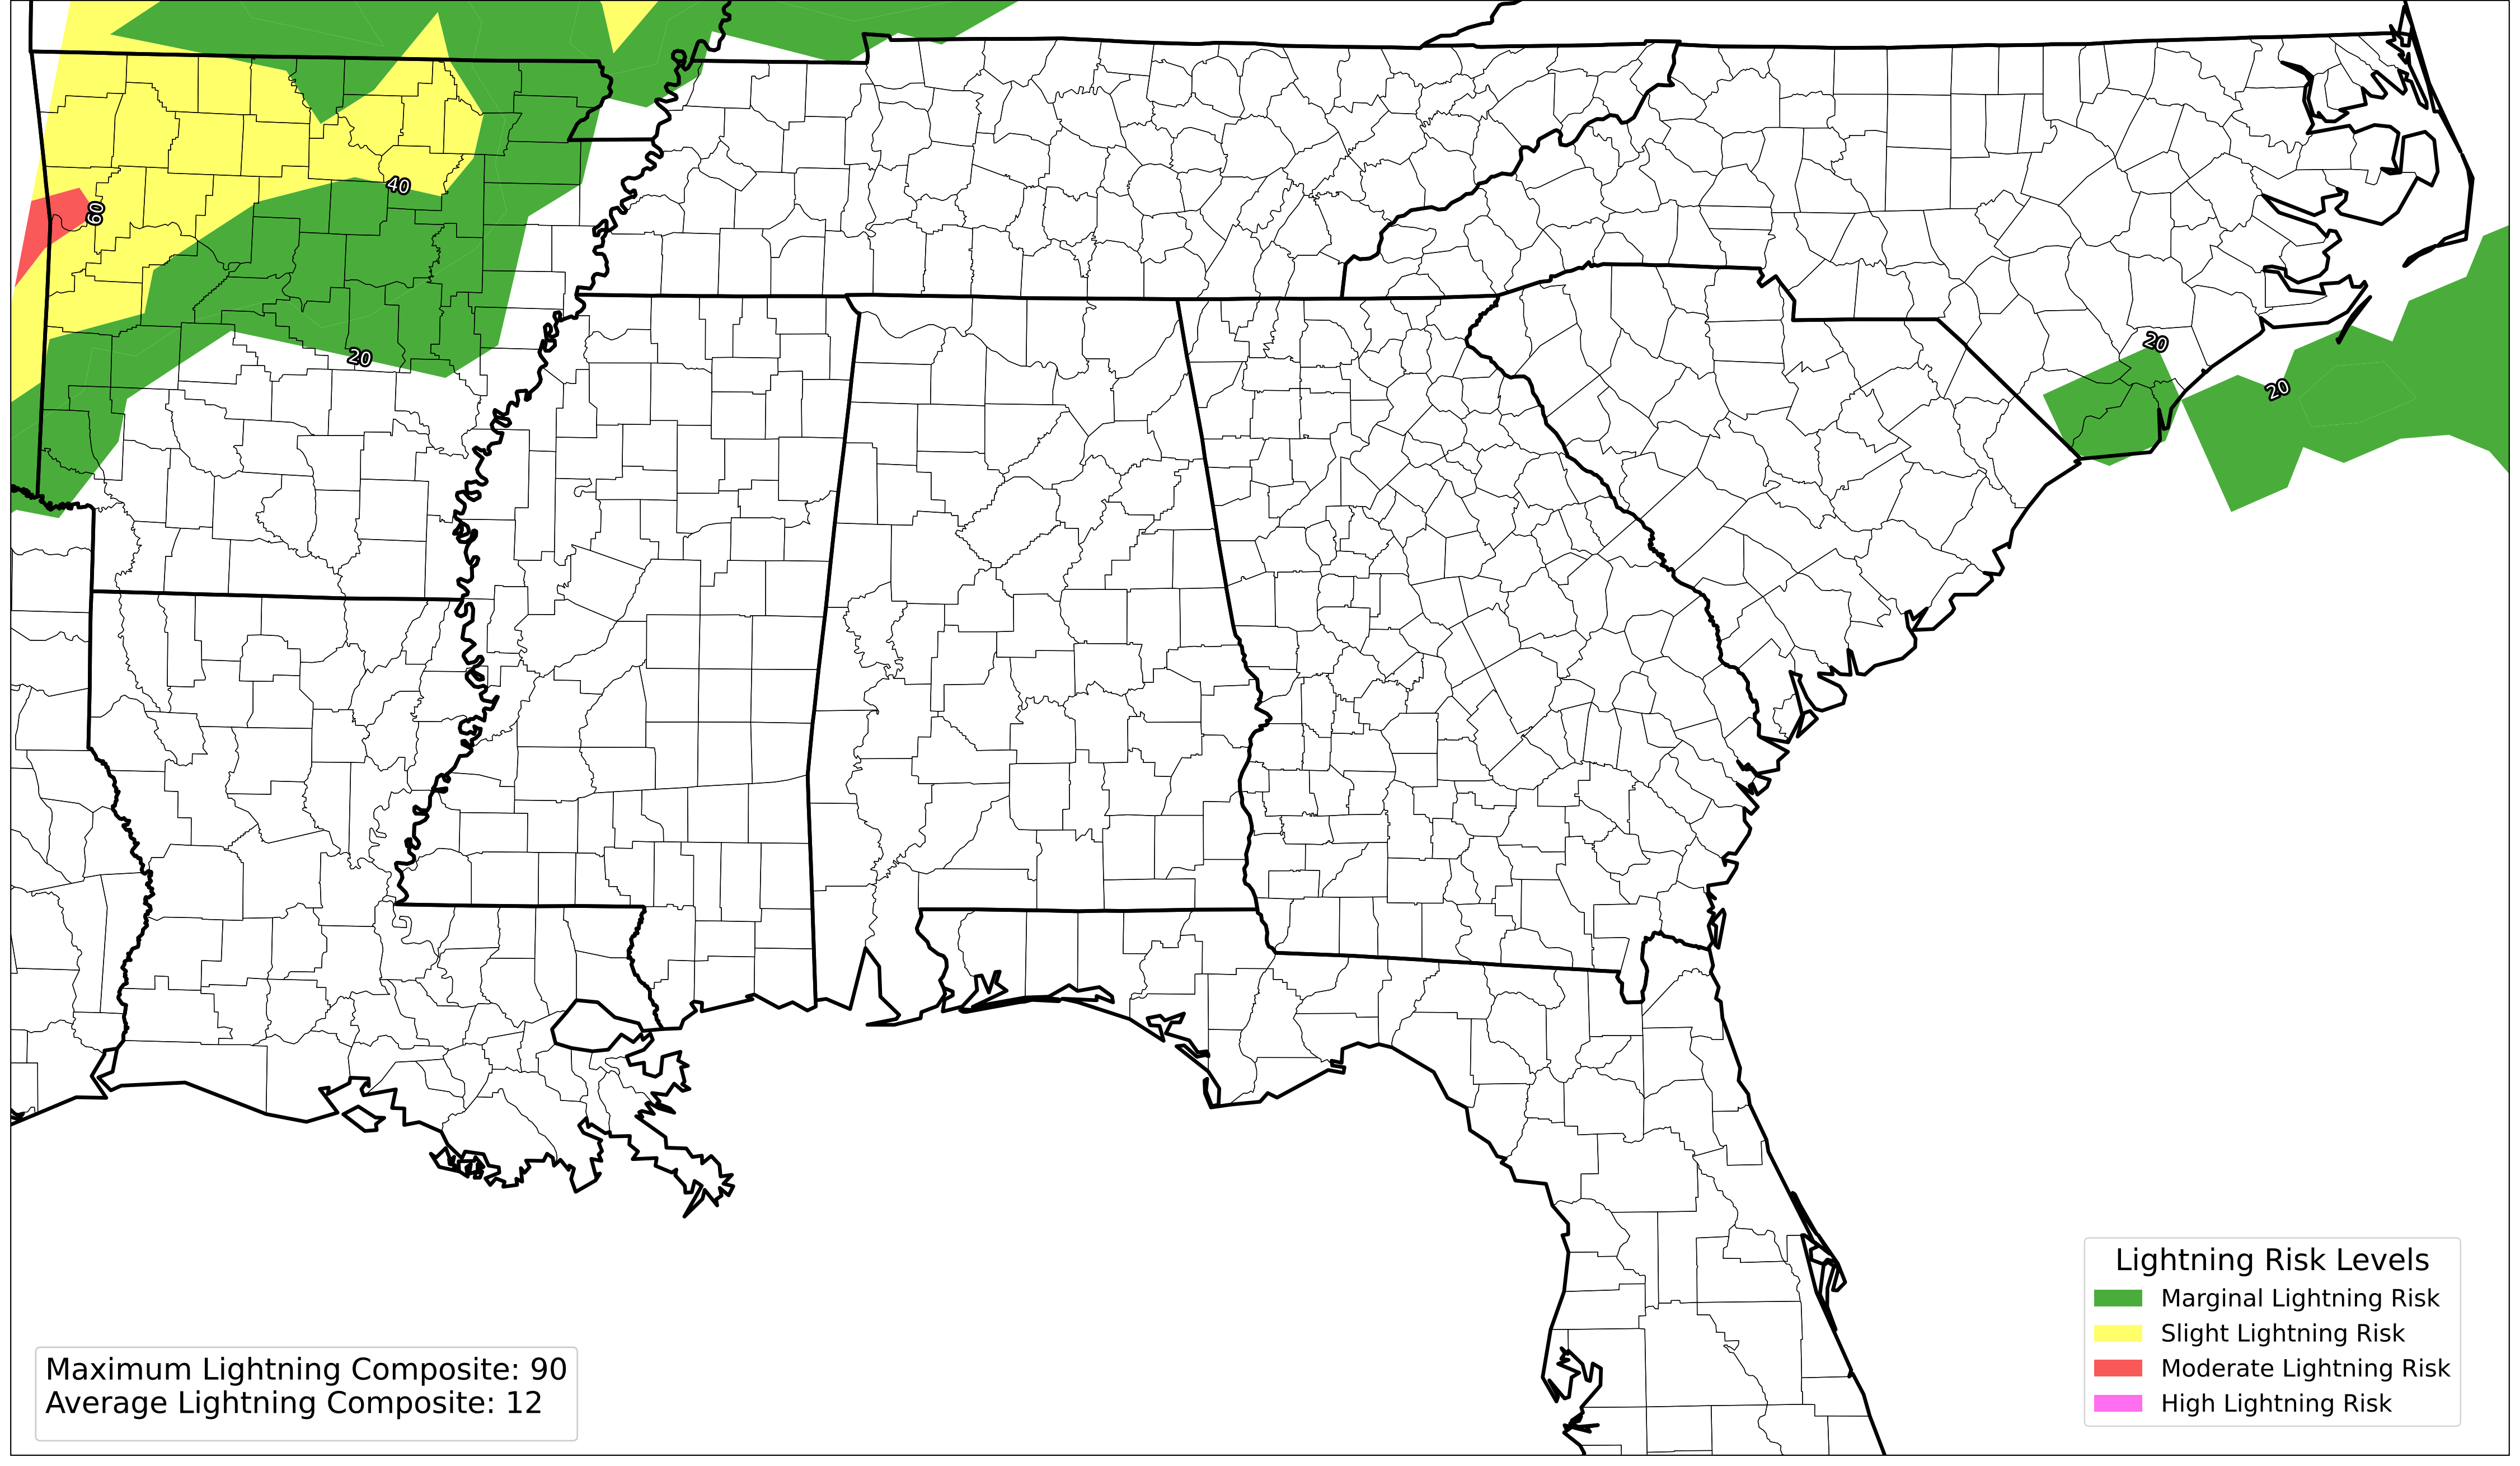 40
60
20
20
20
Lightning Risk Levels
Marginal Lightning Risk
Slight Lightning Risk
Moderate Lightning Risk
High Lightning Risk
Maximum Lightning Composite: 90
Average Lightning Composite: 12